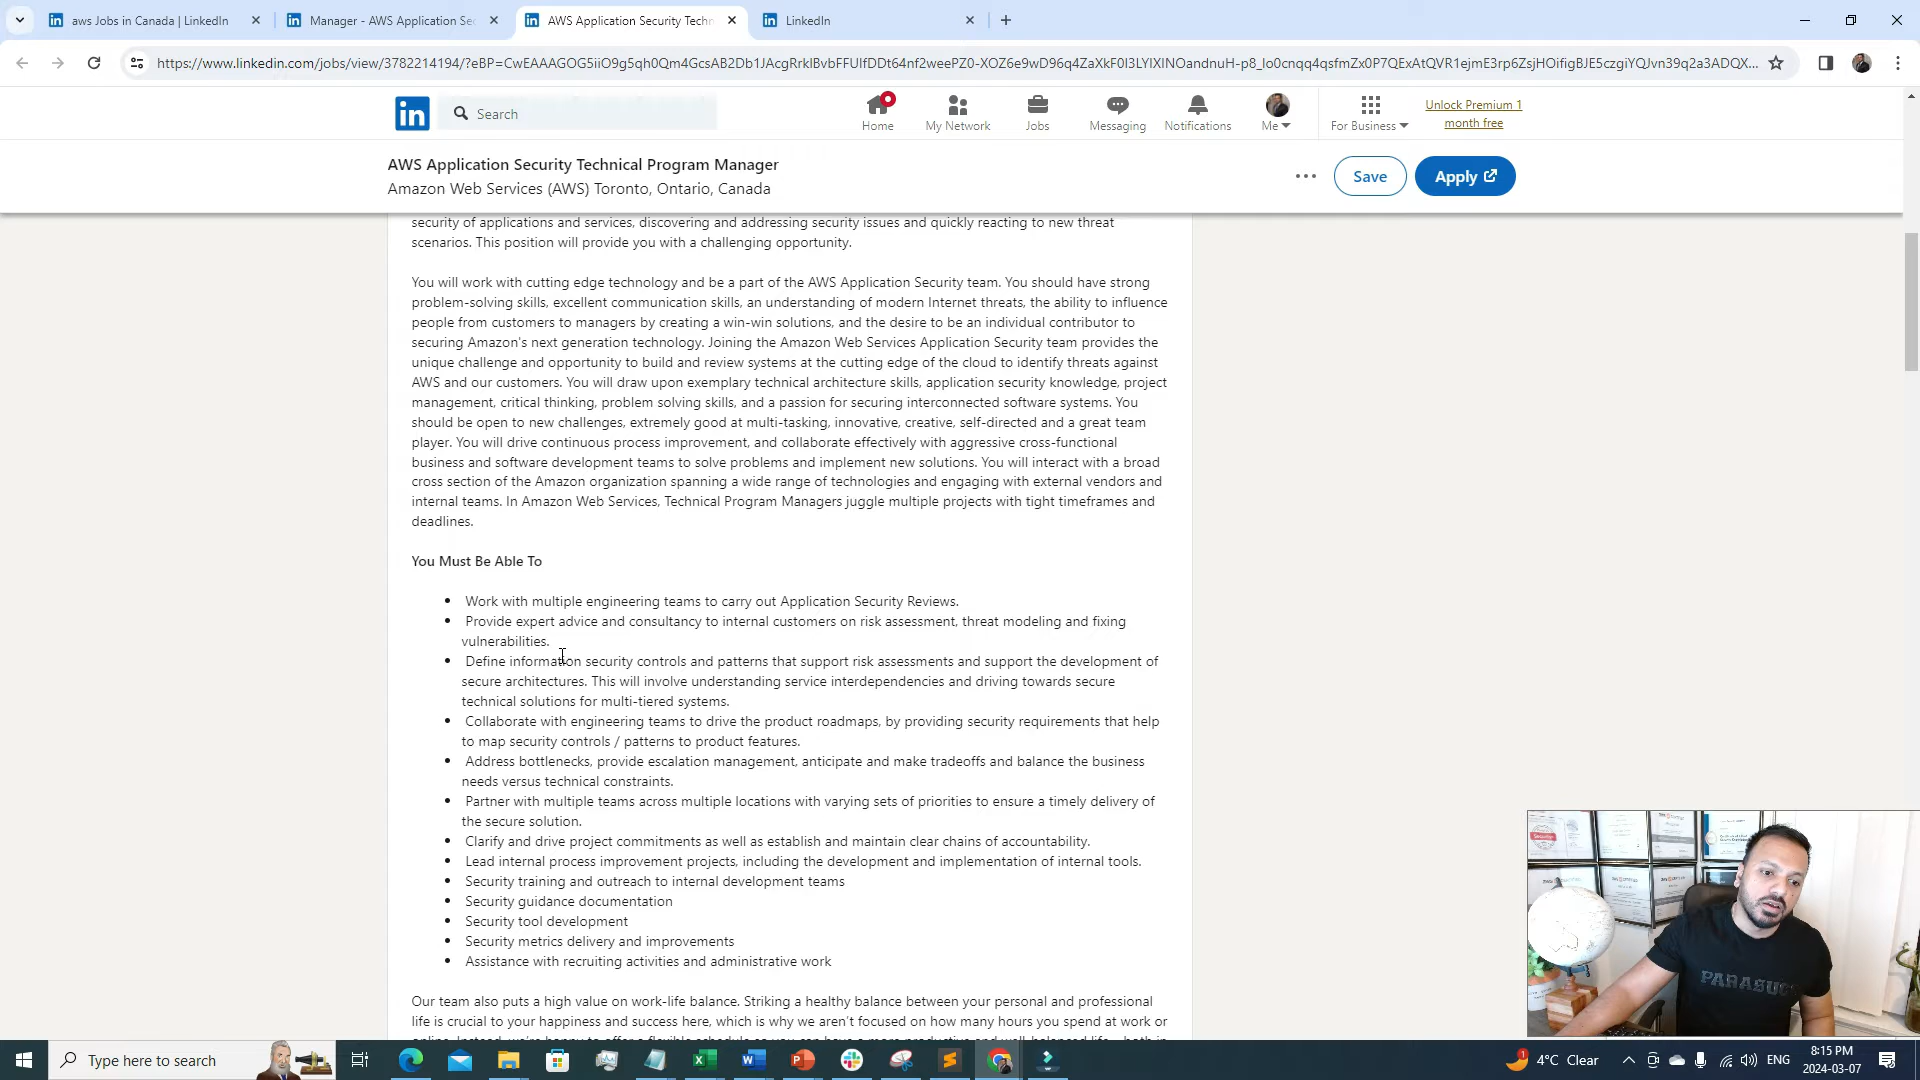 aws Jobs in Canada | LinkedIn
Manager - AWS Application Sec
AWS Application Security Techn
LinkedIn
https://www.linkedin.com/jobs/view/3782214194/?eBP=
in
Search
Home
My Network
Jobs
Messaging
Notifications
Me
For Business
Unlock Premium 1
month free
AWS Application Security Technical Program Manager
Amazon Web Services (AWS) Toronto, Ontario, Canada
Save
Apply
security of applications and services, discovering and addressing security issues and quickly reacting to new threat
scenarios. This position will provide you with a challenging opportunity.
You will work with cutting edge technology and be a part of the AWS Application Security team. You should have strong
problem-solving skills, excellent communication skills, an understanding of modern Internet threats, the ability to influence
people from customers to managers by creating a win-win solutions, and the desire to be an individual contributor to
securing Amazon's next generation technology. Joining the Amazon Web Services Application Security team provides the
unique challenge and opportunity to build and review systems at the cutting edge of the cloud to identify threats against
AWS and our customers. You will draw upon exemplary technical architecture skills, application security knowledge, project
management, critical thinking, problem solving skills, and a passion for securing interconnected software systems. You
should be open to new challenges, extremely good at multi-tasking, innovative, creative, self-directed and a great team
player. You will drive continuous process improvement, and collaborate effectively with aggressive cross-functional
business and software development teams to solve problems and implement new solutions. You will interact with a broad
cross section of the Amazon organization spanning a wide range of technologies and engaging with external vendors and
internal teams. In Amazon Web Services, Technical Program Managers juggle multiple projects with tight timeframes and
deadlines.
You Must Be Able To
• Work with multiple engineering teams to carry out Application Security Reviews.
• Provide expert advice and consultancy to internal customers on risk assessment, threat modeling and fixing
vulnerabilities.
• Define information security controls and patterns that support risk assessments and support the development of
secure architectures. This will involve understanding service interdependencies and driving towards secure
technical solutions for multi-tiered systems.
• Collaborate with engineering teams to drive the product roadmaps, by providing security requirements that help
to map security controls / patterns to product features.
• Address bottlenecks, provide escalation management, anticipate and make tradeoffs and balance the business
needs versus technical constraints.
• Partner with multiple teams across multiple locations with varying sets of priorities to ensure a timely delivery of
the secure solution.
• Clarify and drive project commitments as well as establish and maintain clear chains of accountability.
• Lead internal process improvement projects, including the development and implementation of internal tools.
• Security training and outreach to internal development teams
• Security guidance documentation
• Security tool development
• Security metrics delivery and improvements
• Assistance with recruiting activities and administrative work
Our team also puts a high value on work-life balance. Striking a healthy balance between your personal and professional
life is crucial to your happiness and success here, which is why we aren't focused on how many hours you spend at work or
PARASUC
Type here to search
1
4°C Clear
ENG
8:15 PM
2024-03-07